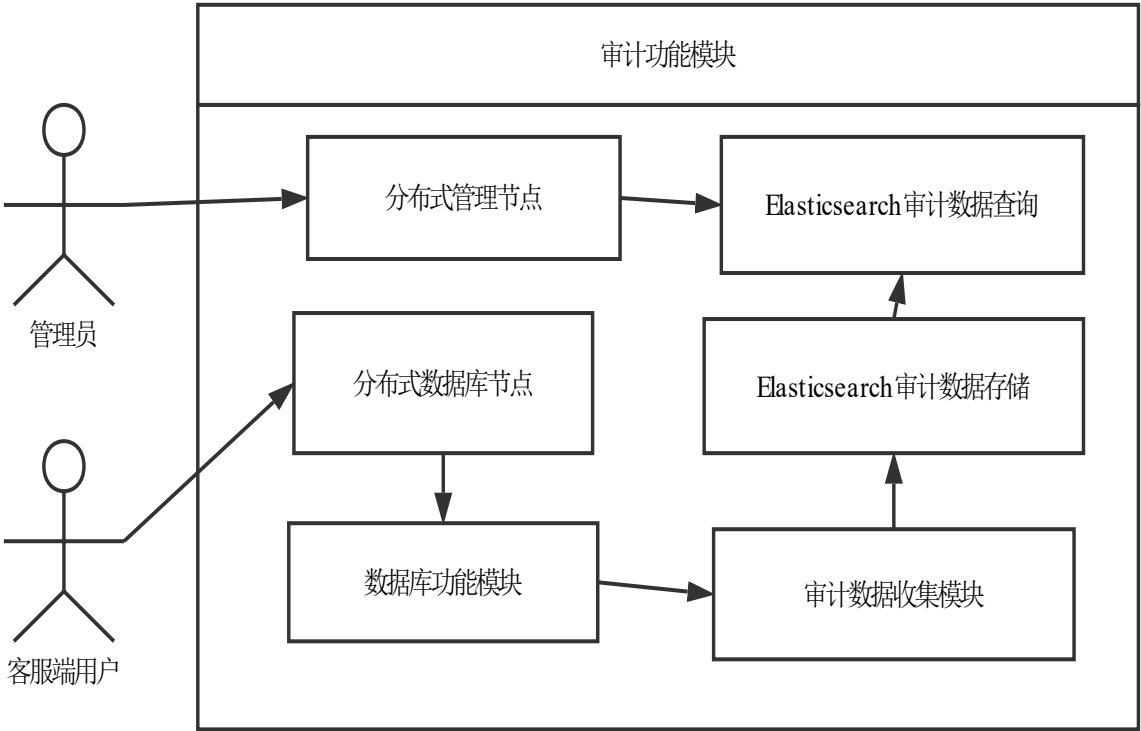 审计功能模块
分布式管理节点
Elasticsearch审计数据查询
管理员
分布式数据库节点
Elasticsearch审计数据存储
数据库功能模块
审计数据收集模块
客服端用户